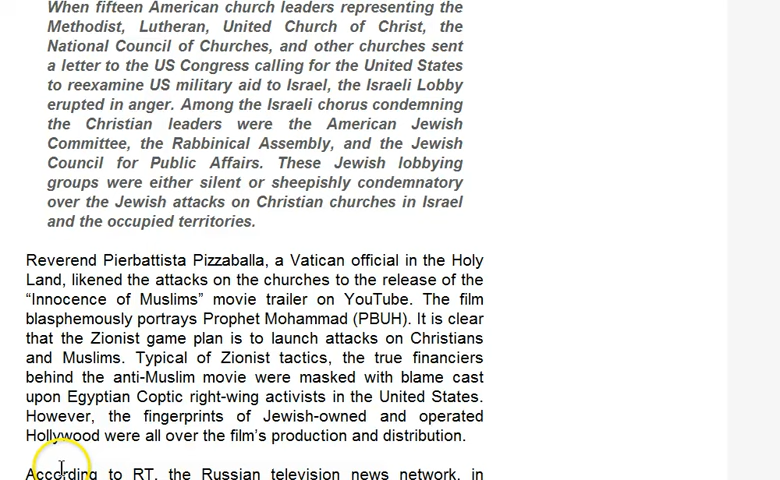 When fifteen American church leaders representing the
Methodist, Lutheran, United Church of Christ, the
National Council of Churches, and other churches sent
a letter to the US Congress calling for the United States
to reexamine US military aid to Israel, the Israeli Lobby
erupted in anger. Among the Israeli chorus condemning
the Christian leaders were the American Jewish
Committee, the Rabbinical Assembly, and the Jewish
Council for Public Affairs. These Jewish lobbying
groups were either silent or sheepishly condemnatory
over the Jewish attacks on Christian churches in Israel
and the occupied territories.
Reverend Pierbattista Pizzaballa, a Vatican official in the Holy
Land, likened the attacks on the churches to the release of the
“Innocence of Muslims” movie trailer on YouTube. The film
blasphemously portrays Prophet Mohammad (PBUH). It is clear
that the Zionist game plan is to launch attacks on Christians
and Muslims. Typical of Zionist tactics, the true financiers
behind the anti-Muslim movie were masked with blame cast
upon Egyptian Coptic right-wing activists in the United States.
However, the fingerprints of Jewish-owned and operated
Hollywood were all over the film’s production and distribution.
According to RT, the Russian television news network, in